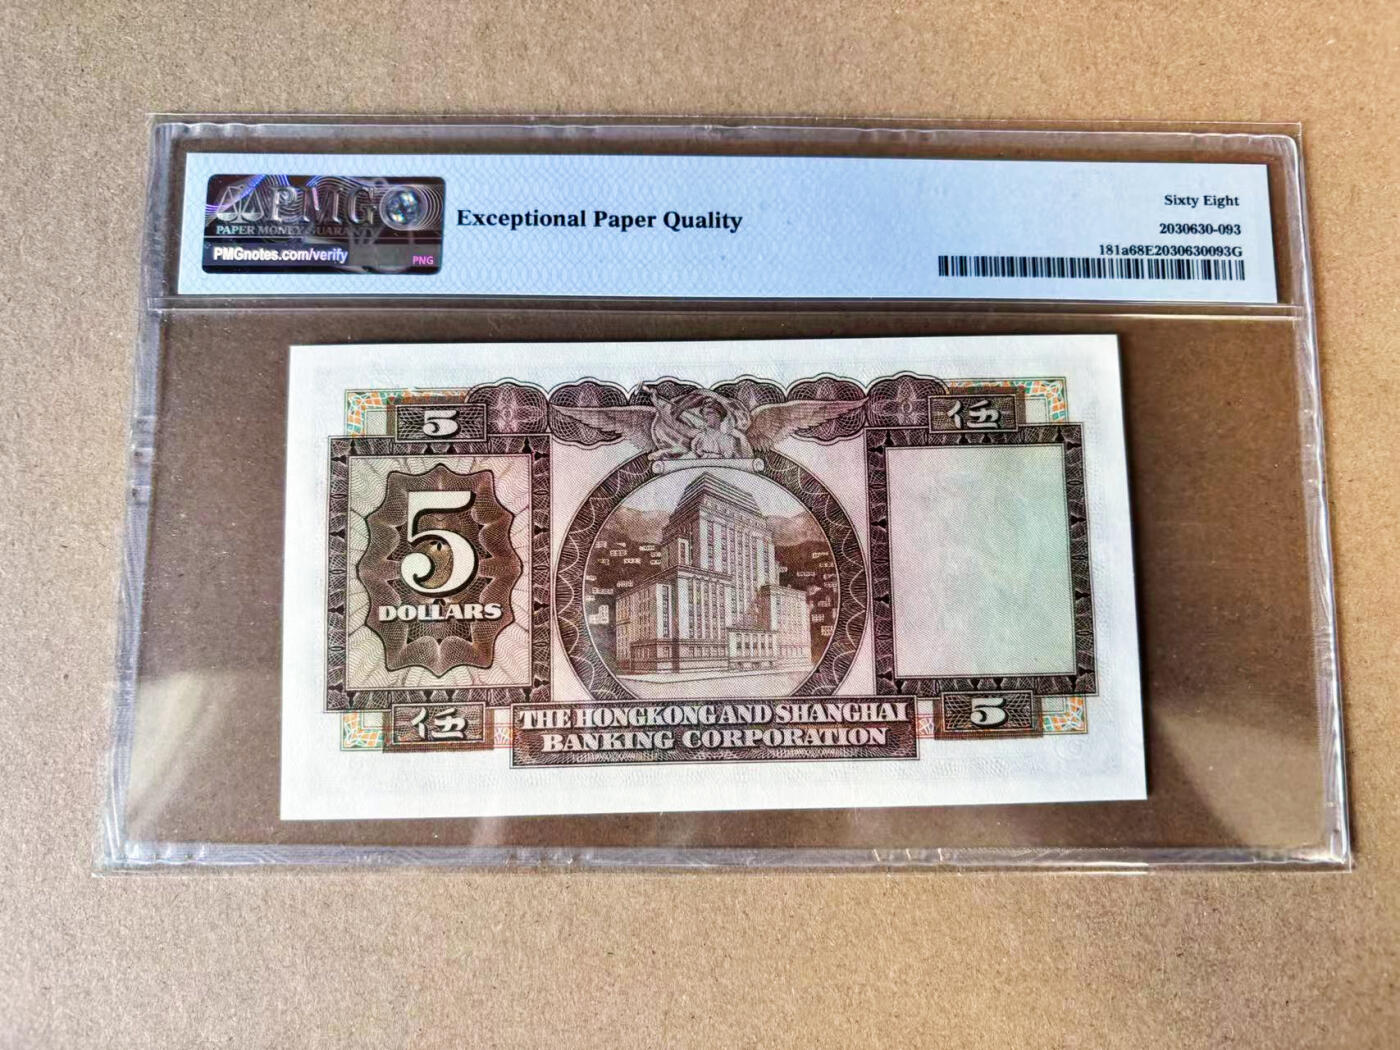 PMG
PAPER MONEY GUARANTY
PMGnotes.com/verify
PNG
Exceptional Paper Quality
Sixty Eight
2030630-093
181a68E2030630093G
5
伍
5
DOLLARS
伍
5
THE HONGKONG AND SHANGHAI
BANKING CORPORATION